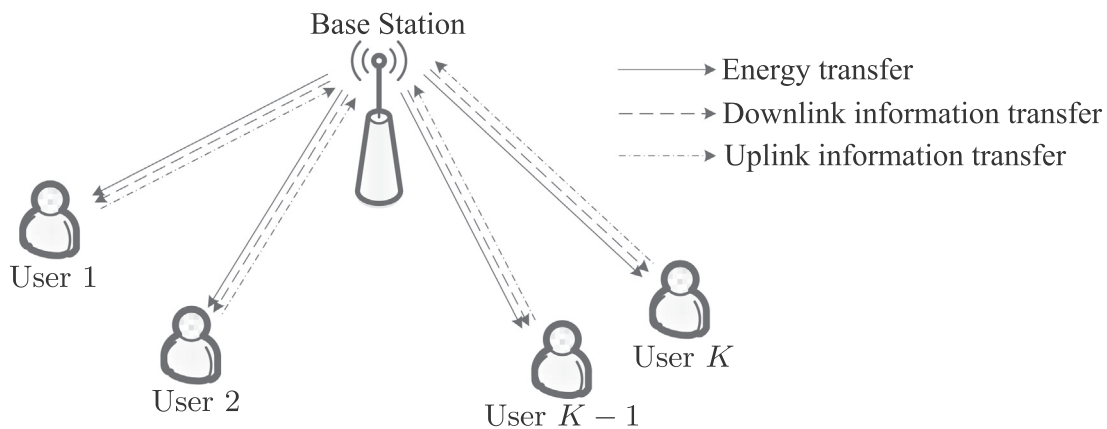 Base Station
Energy transfer
Downlink information transfer
Uplink information transfer
User 1
User 2
User K − 1
User K